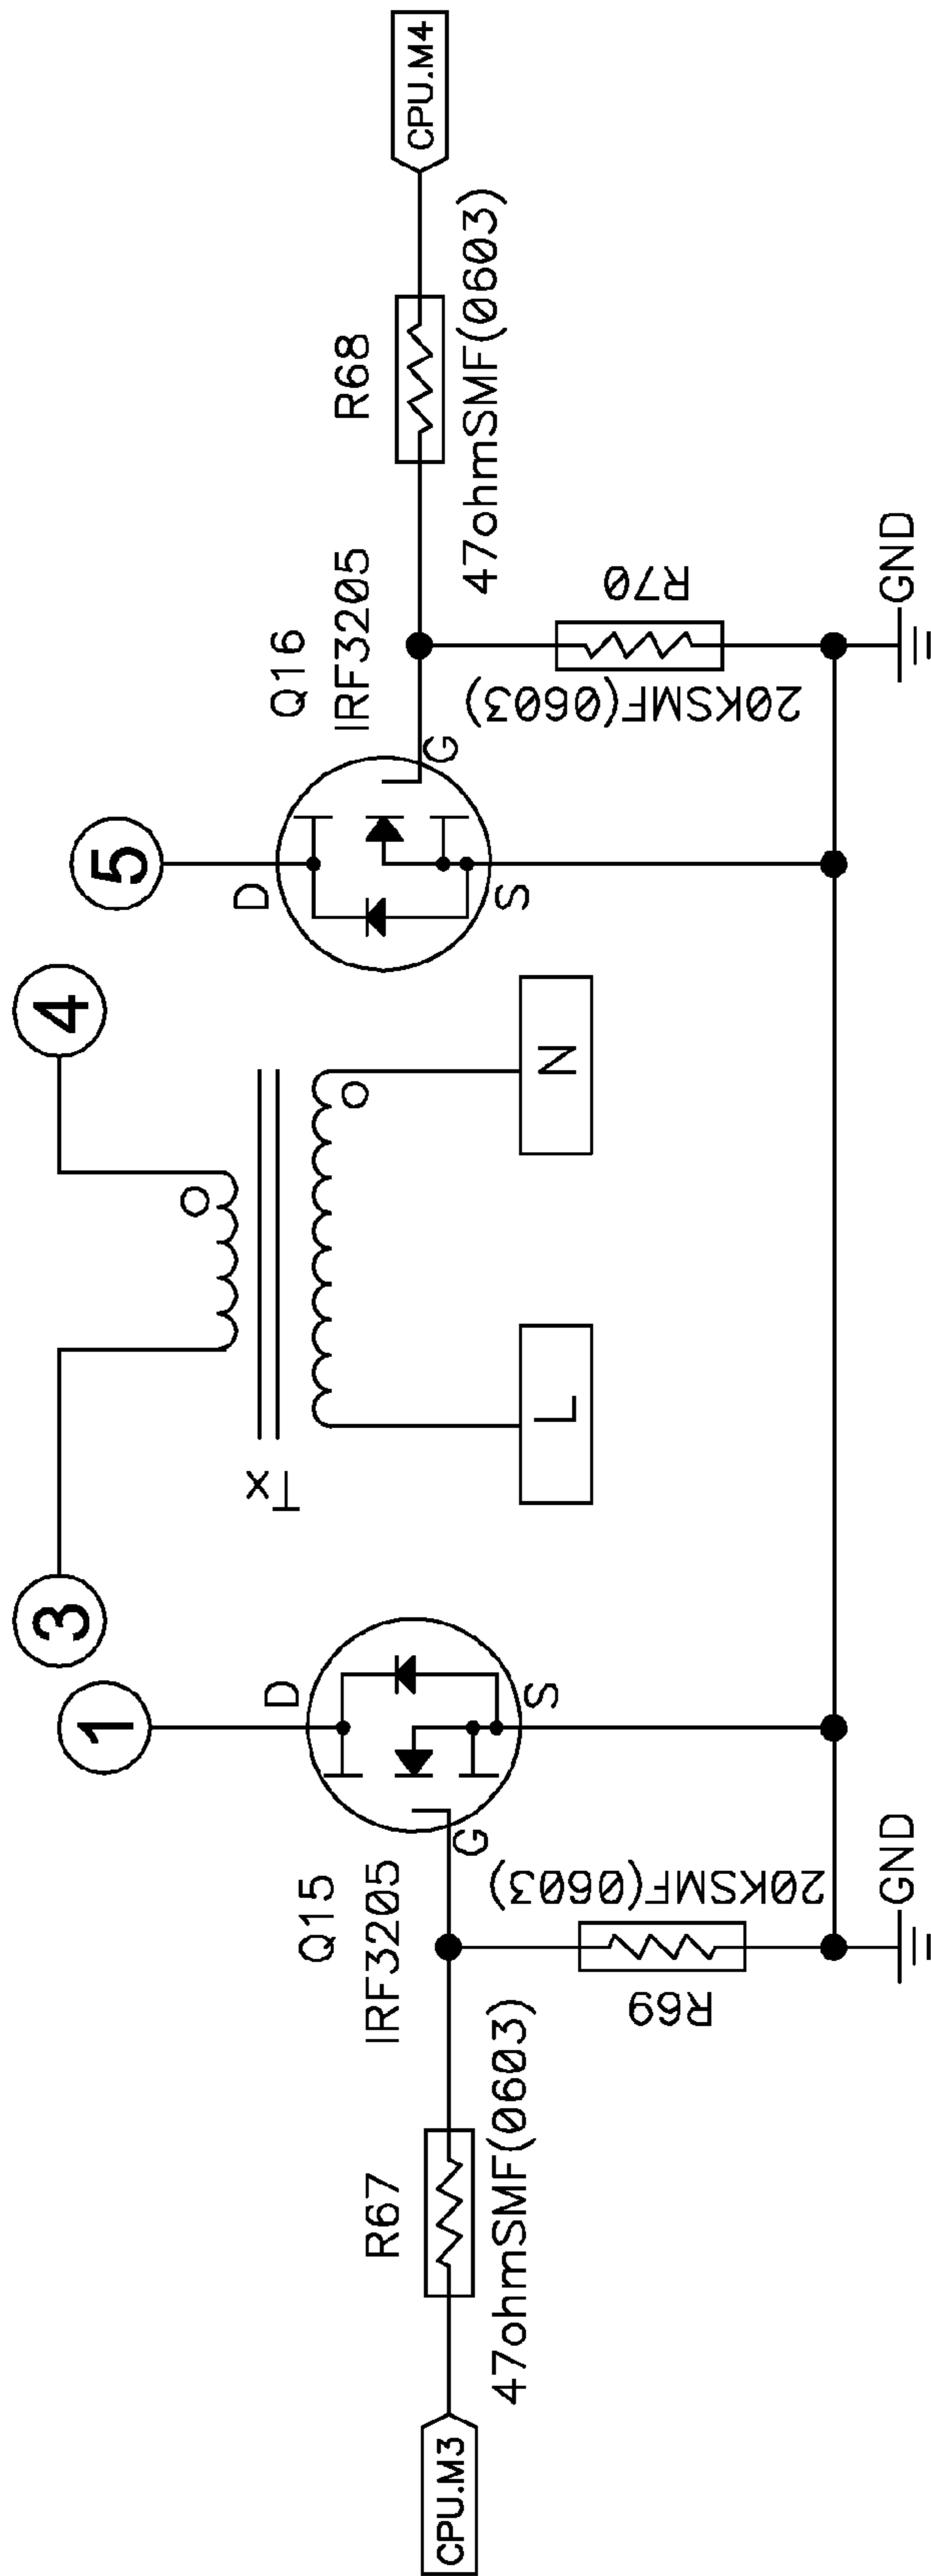 CPU.M3
R67
47ohmSMF(0603)
Q15
IRF3205
G
D
S
R69
20KSMF(0603)
GND
1
3
Tx
L
N
4
5
D
S
G
Q16
IRF3205
R70
20KSMF(0603)
GND
R68
47ohmSMF(0603)
CPU.M4